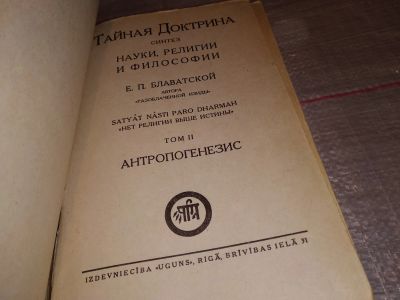 ТАЙНАЯ ДОКТРИНА
СИНТЕЗ
НАУКИ, РЕЛИГИИ
И ФИЛОСОФИИ
Е. П. БЛАВАТСКОЙ
АВТОРА
«РАЗОБЛАЧЕННОЙ ИЗИДЫ»
SATYÂT NÂSTI PARO DHARMAH
«НЕТ РЕЛИГИИ ВЫШЕ ИСТИНЫ»
ТОМ II
АНТРОПОГЕНЕЗИС
IZDEVNIECĪBA «UGUNS», RĪGĀ, BRĪVĪBAS IELĀ